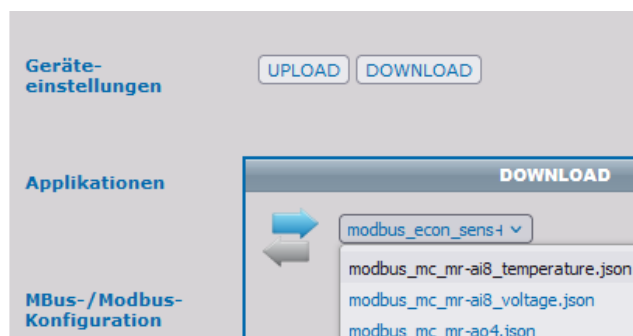 Geräte-
einstellungen
UPLOAD DOWNLOAD
Applikationen
DOWNLOAD
modbus_econ_sens
modbus_mc_mr-ai8_temperature.json
modbus_mc_mr-ai8_voltage.json
modbus_mc_mr-ao4.json
MBus-/Modbus-
Konfiguration